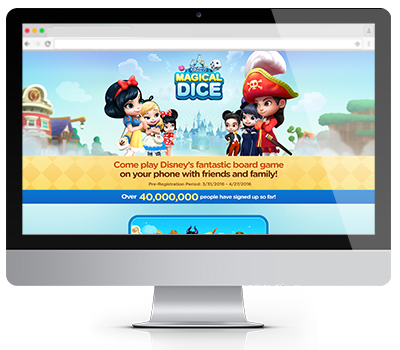 Disney
MAGICAL
DICE
Come play Disney's fantastic board game
on your phone with friends and family!
Pre-Registration Period: 3/31/2016 - 4/27/2016
Over 40,000,000 people have signed up so far!